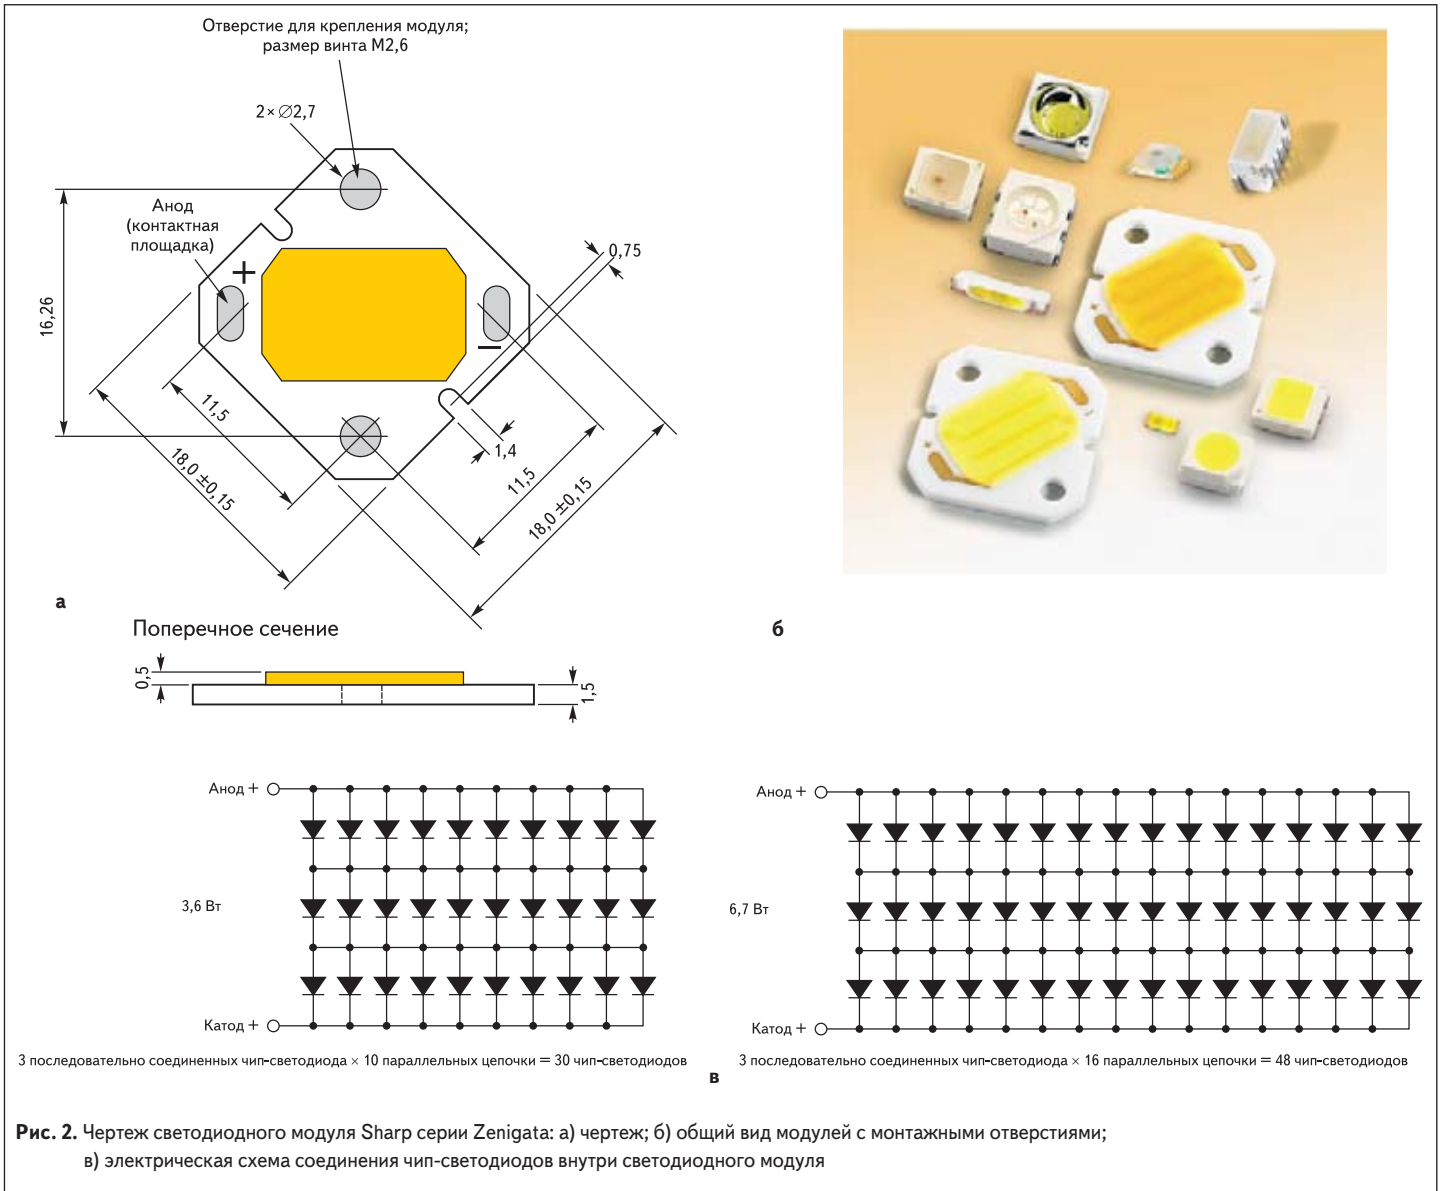 Отверстие для крепления модуля;
размер винта М2,6
2× ∅2,7
Анод
(контактная
площадка)
+
–
0,75
16,26
11,5
18,0 ±0,15
1,4
11,5
18,0 ±0,15
а
б
Поперечное сечение
0,5
1,5
Анод +
3,6 Вт
Катод +
3 последовательно соединенных чип-светодиода × 10 параллельных цепочки = 30 чип-светодиодов
Анод +
6,7 Вт
Катод +
3 последовательно соединенных чип-светодиода × 16 параллельных цепочки = 48 чип-светодиодов
в
Рис. 2. Чертеж светодиодного модуля Sharp серии Zenigata: а) чертеж; б) общий вид модулей с монтажными отверстиями;
в) электрическая схема соединения чип-светодиодов внутри светодиодного модуля